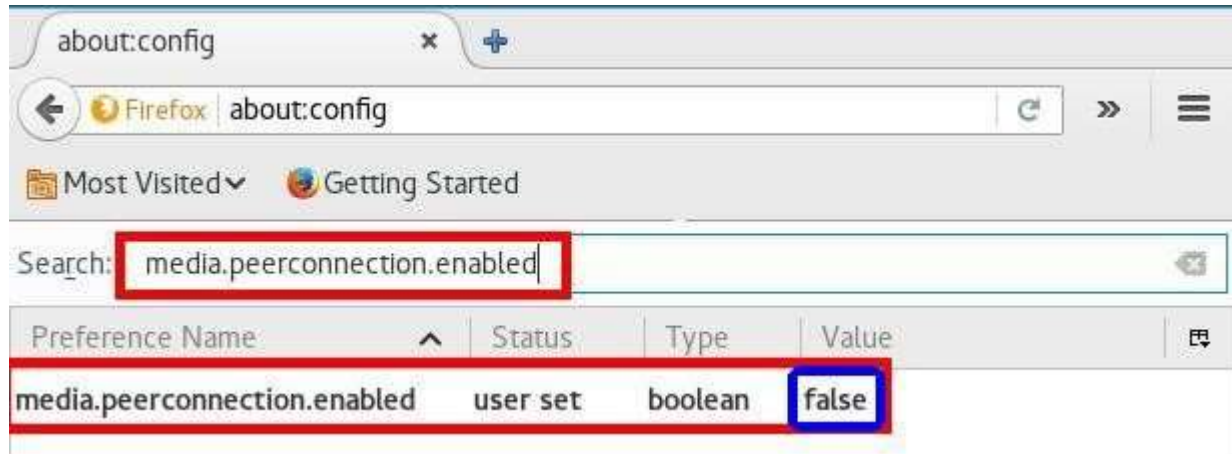 about:config
Firefox about:config
Most Visited Getting Started
Search: media.peerconnection.enabled
Preference Name Status Type Value
media.peerconnection.enabled user set boolean false